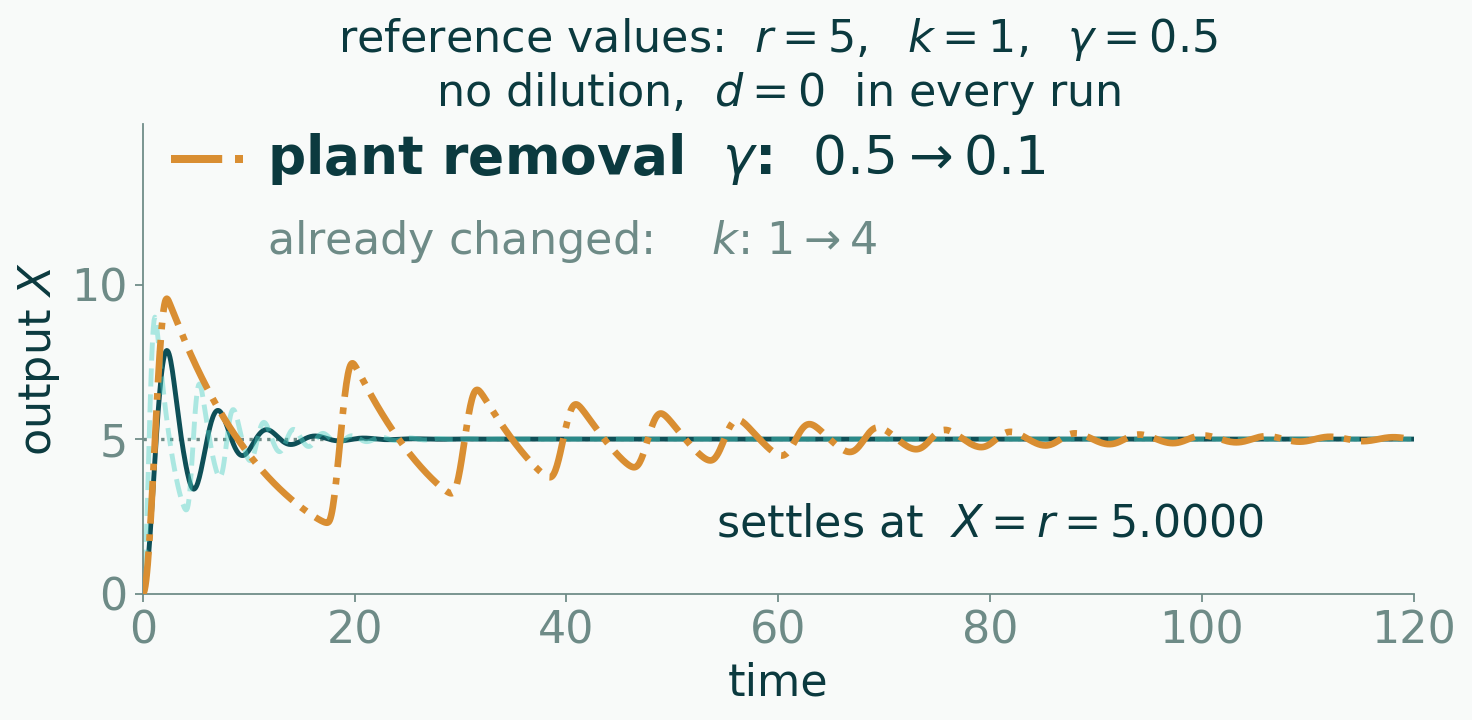 reference values: r = 5, k = 1, γ = 0.5
no dilution, d = 0 in every run
plant removal γ: 0.5 → 0.1
already changed: k: 1 → 4
output X
10
5
0
settles at X = r = 5.0000
0 20 40 60 80 100 120
time